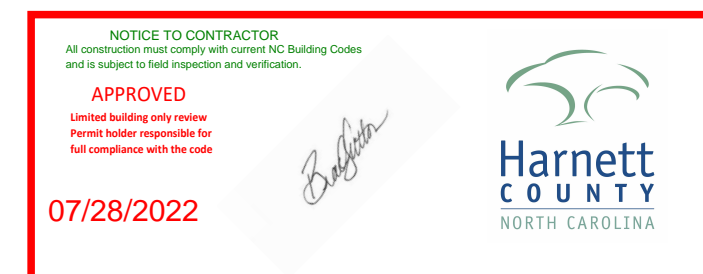 NOTICE TO CONTRACTOR
All construction must comply with current NC Building Codes
and is subject to field inspection and verification.
APPROVED
Limited building only review
Permit holder responsible for
full compliance with the code
07/28/2022
Brad Sutton
Harnett
COUNTY
NORTH CAROLINA